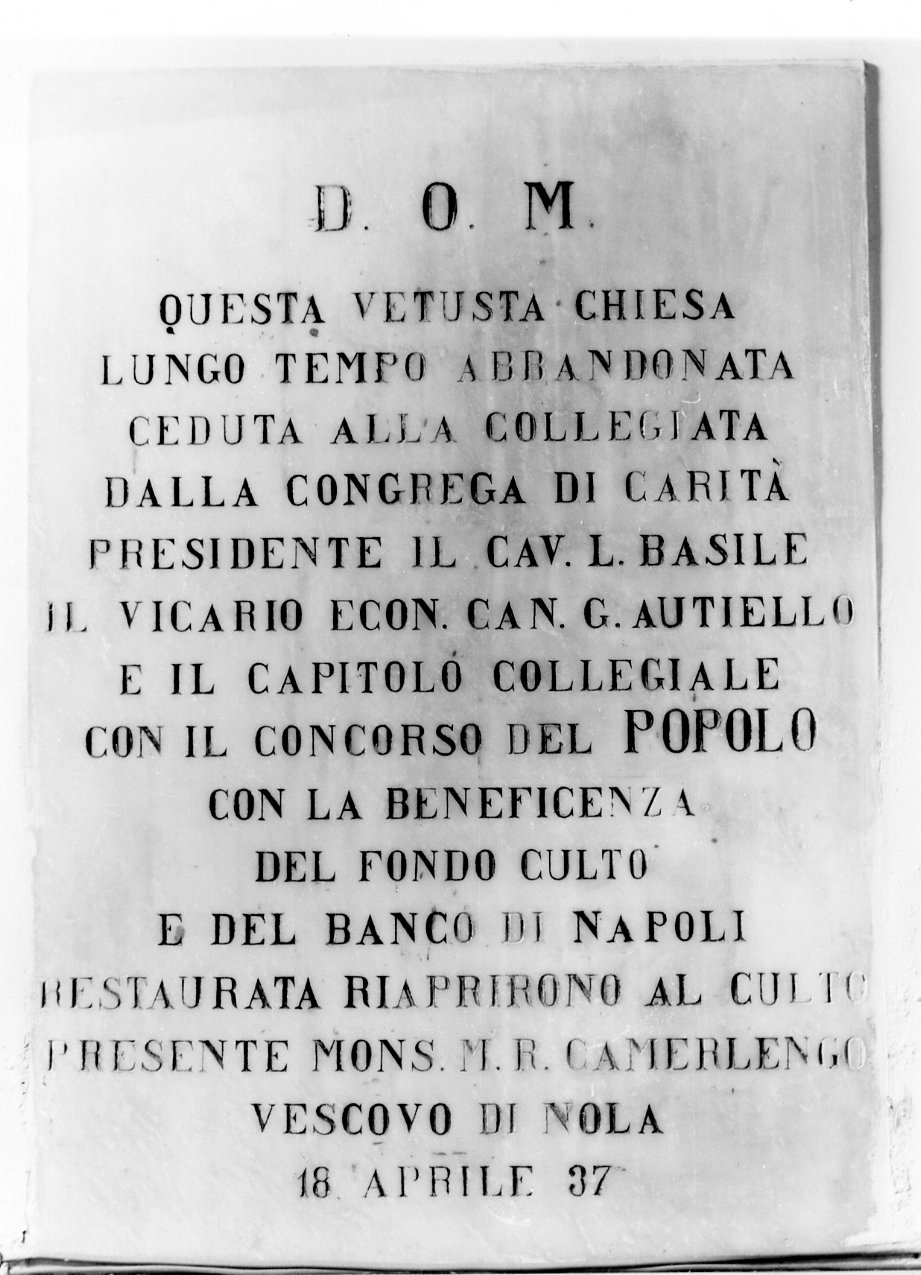 D. O. M.
QUESTA VETUSTA CHIESA
LUNGO TEMPO ABBANDONATA
CEDUTA ALLA COLLEGIATA
DALLA CONGREGA DI CARITÀ
PRESIDENTE IL CAV. L. BASILE
IL VICARIO ECON. CAN. G. AUTIELLO
E IL CAPITOLO COLLEGIALE
CON IL CONCORSO DEL POPOLO
CON LA BENEFICENZA
DEL FONDO CULTO
E DEL BANCO DI NAPOLI
RESTAURATA RIAPRIRONO AL CULTO
PRESENTE MONS. M. R. CAMERLENGO
VESCOVO DI NOLA
18 APRILE 37